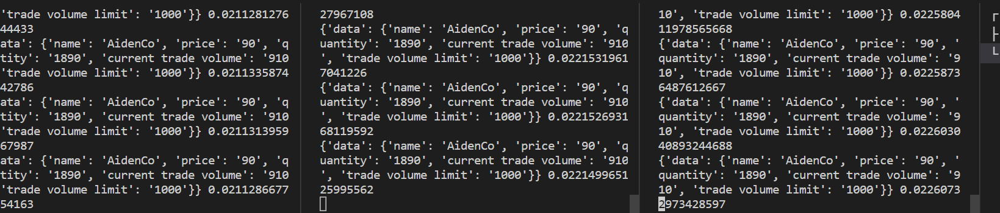 'trade volume limit': '1000'}} 0.0211281276
44433
ata': {'name': 'AidenCo', 'price': '90', 'q
tity': '1890', 'current trade volume': '910
'trade volume limit': '1000'}} 0.0211335874
42786
ata': {'name': 'AidenCo', 'price': '90', 'q
tity': '1890', 'current trade volume': '910
'trade volume limit': '1000'}} 0.0211313959
67987
ata': {'name': 'AidenCo', 'price': '90', 'q
tity': '1890', 'current trade volume': '910
'trade volume limit': '1000'}} 0.0211286677
54163
27967108
{'data': {'name': 'AidenCo', 'price': '90', 'q
uantity': '1890', 'current trade volume': '910
', 'trade volume limit': '1000'}} 0.0221531961
7041226
{'data': {'name': 'AidenCo', 'price': '90', 'q
uantity': '1890', 'current trade volume': '910
', 'trade volume limit': '1000'}} 0.0221526931
68119592
{'data': {'name': 'AidenCo', 'price': '90', 'q
uantity': '1890', 'current trade volume': '910
', 'trade volume limit': '1000'}} 0.0221499651
25995562
10', 'trade volume limit': '1000'}} 0.0225804
11978565668
{'data': {'name': 'AidenCo', 'price': '90', '
quantity': '1890', 'current trade volume': '9
10', 'trade volume limit': '1000'}} 0.0225873
6487612667
{'data': {'name': 'AidenCo', 'price': '90', '
quantity': '1890', 'current trade volume': '9
10', 'trade volume limit': '1000'}} 0.0226030
40893244688
{'data': {'name': 'AidenCo', 'price': '90', '
quantity': '1890', 'current trade volume': '9
10', 'trade volume limit': '1000'}} 0.0226073
2973428597